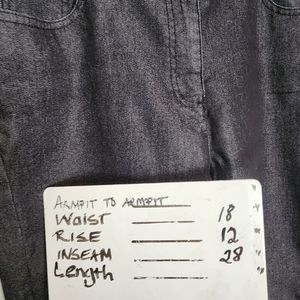 ARMPIT TO ARMPIT
WAIST 18
RISE 12
INSEAM 28
Length